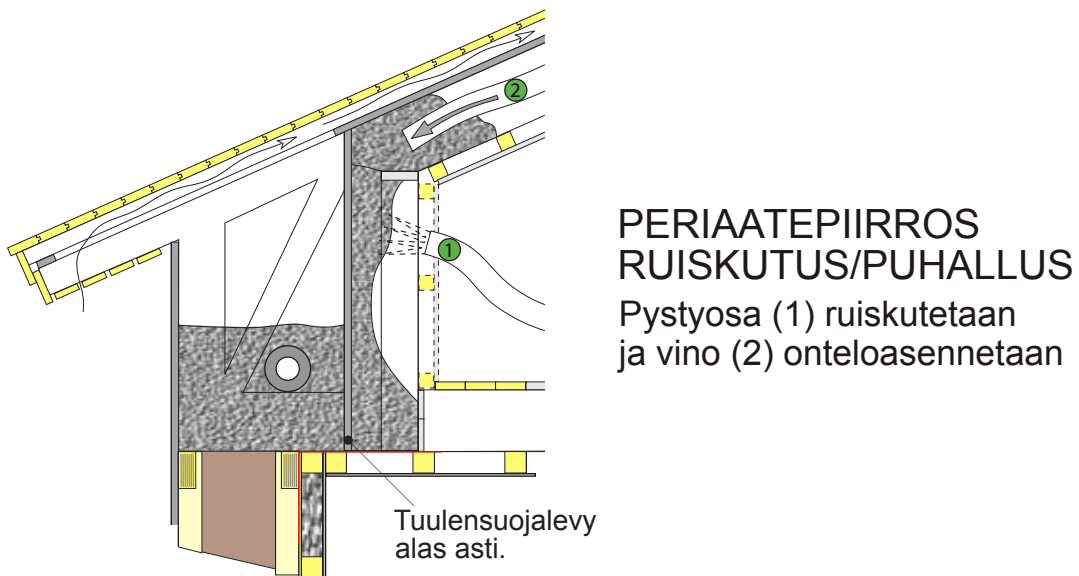 2
1
PERIAATEPIIRROS
RUISKUTUS/PUHALLUS
Pystyosa (1) ruiskutetaan
ja vino (2) onteloasennetaan
Tuulensuojalevy
alas asti.